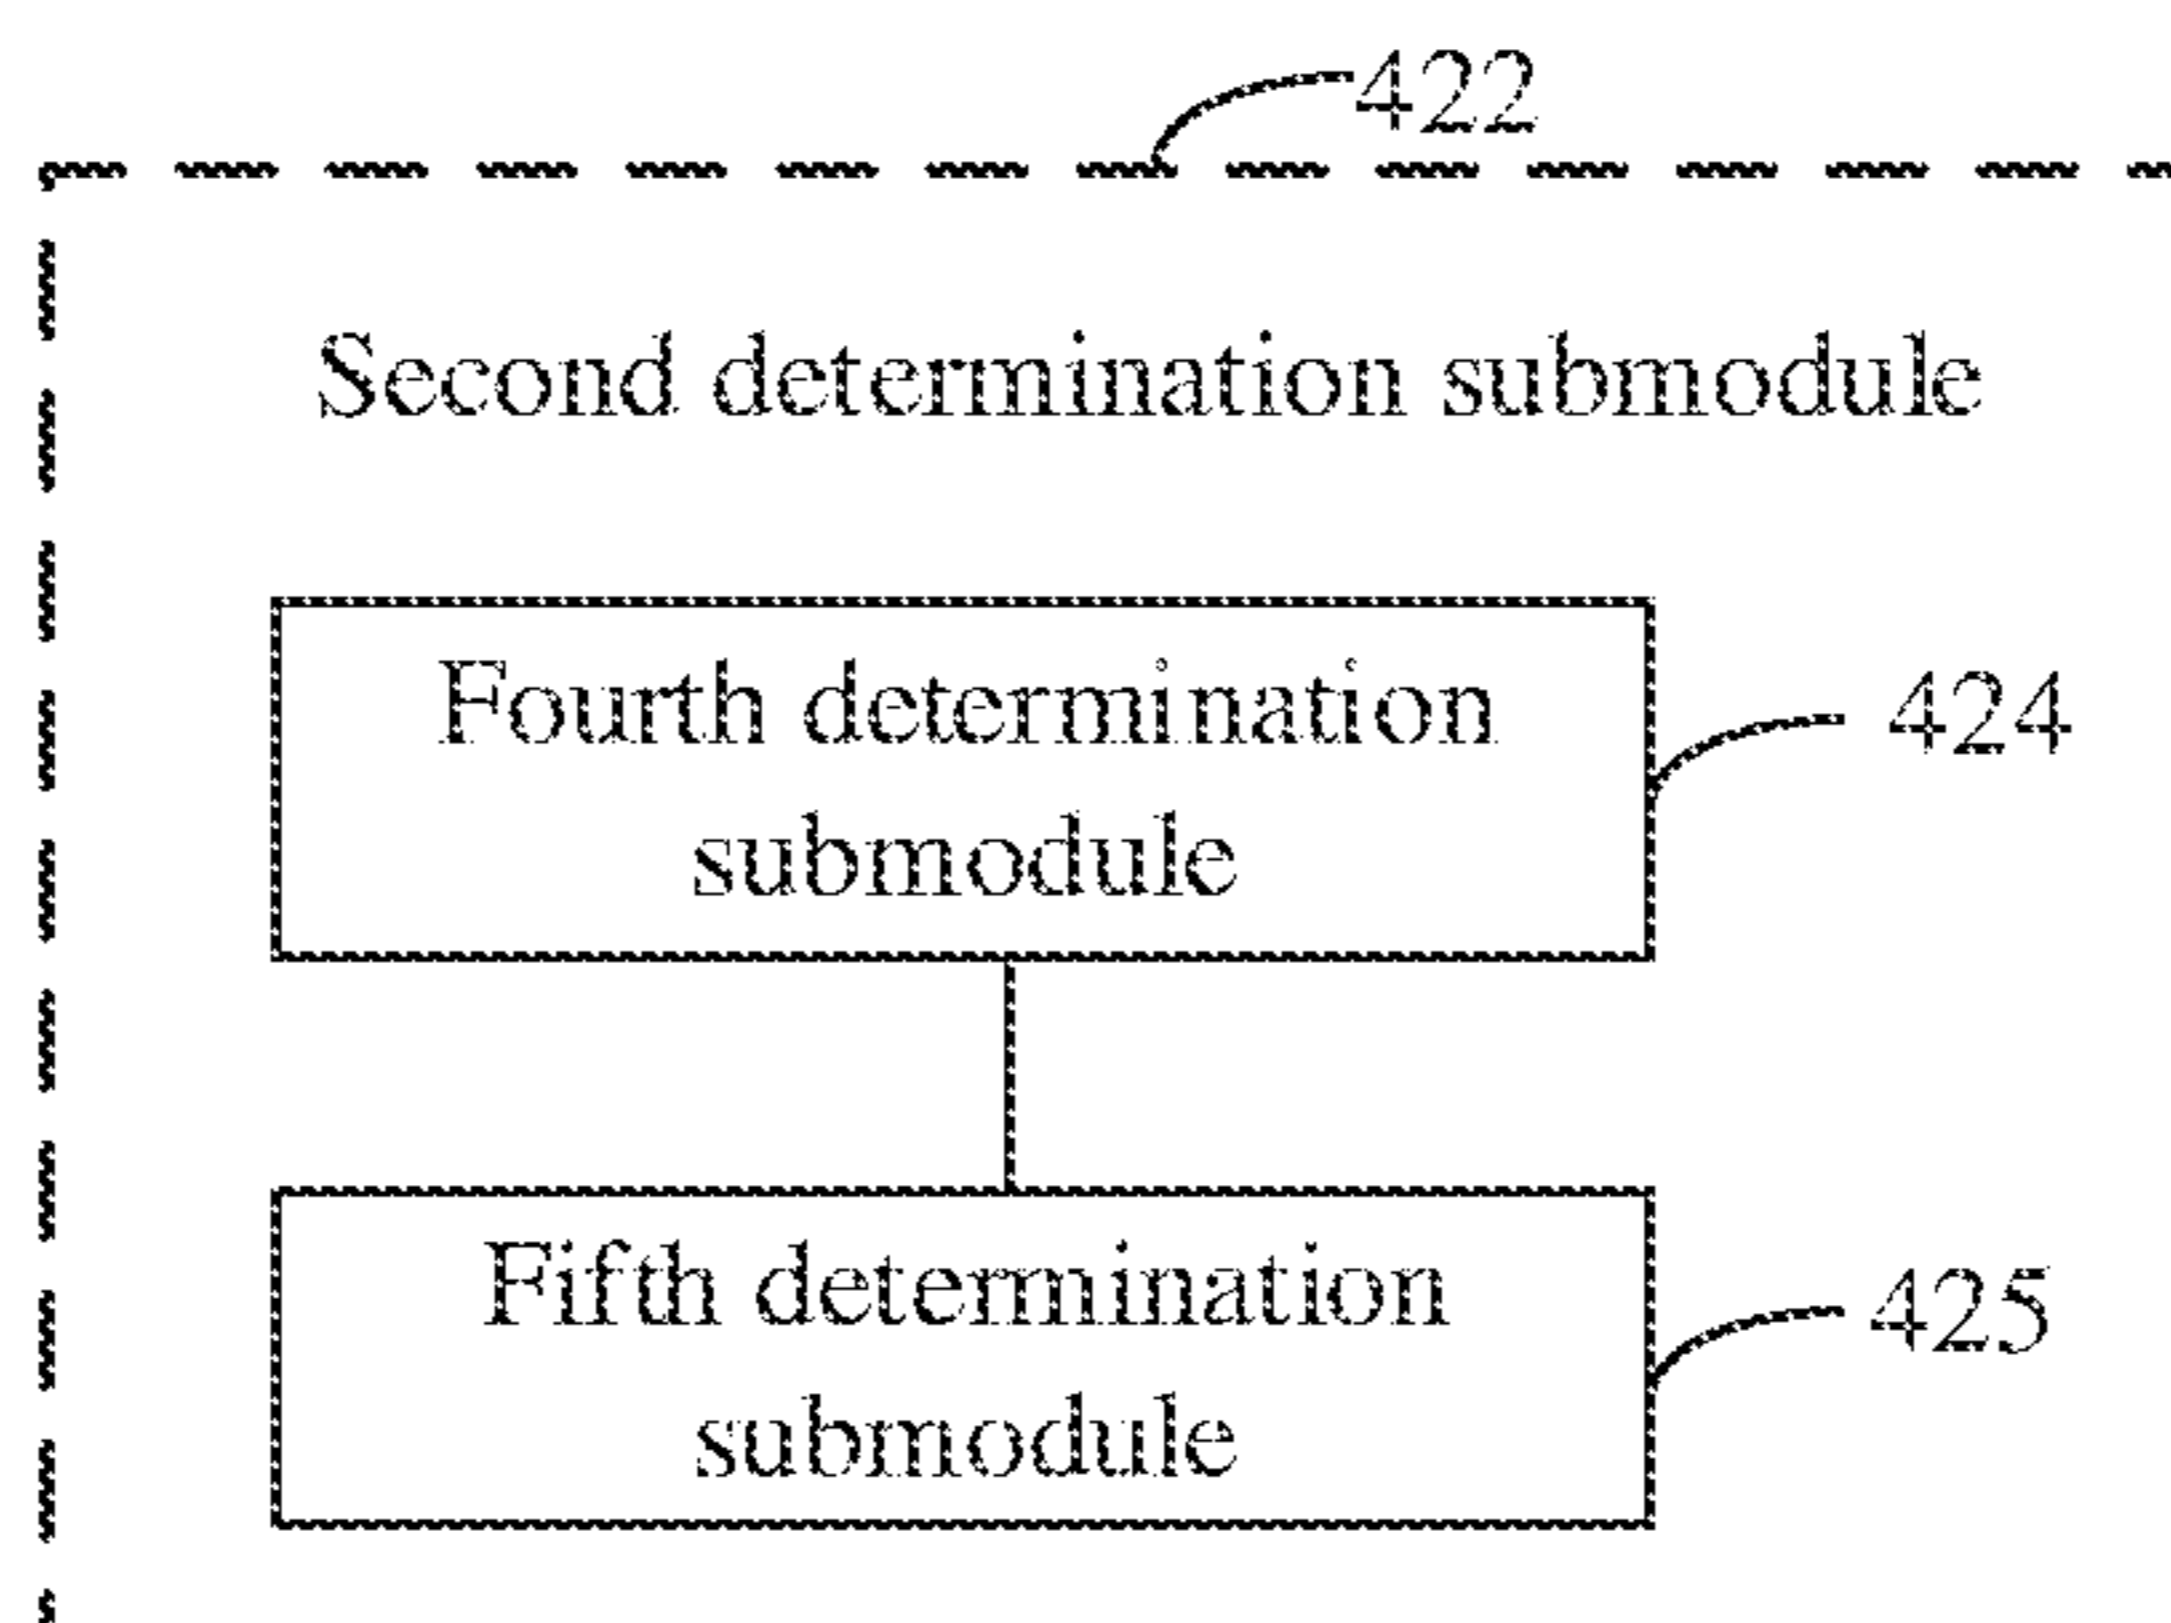 422
Second determination submodule
Fourth determination
submodule
424
Fifth determination
submodule
425